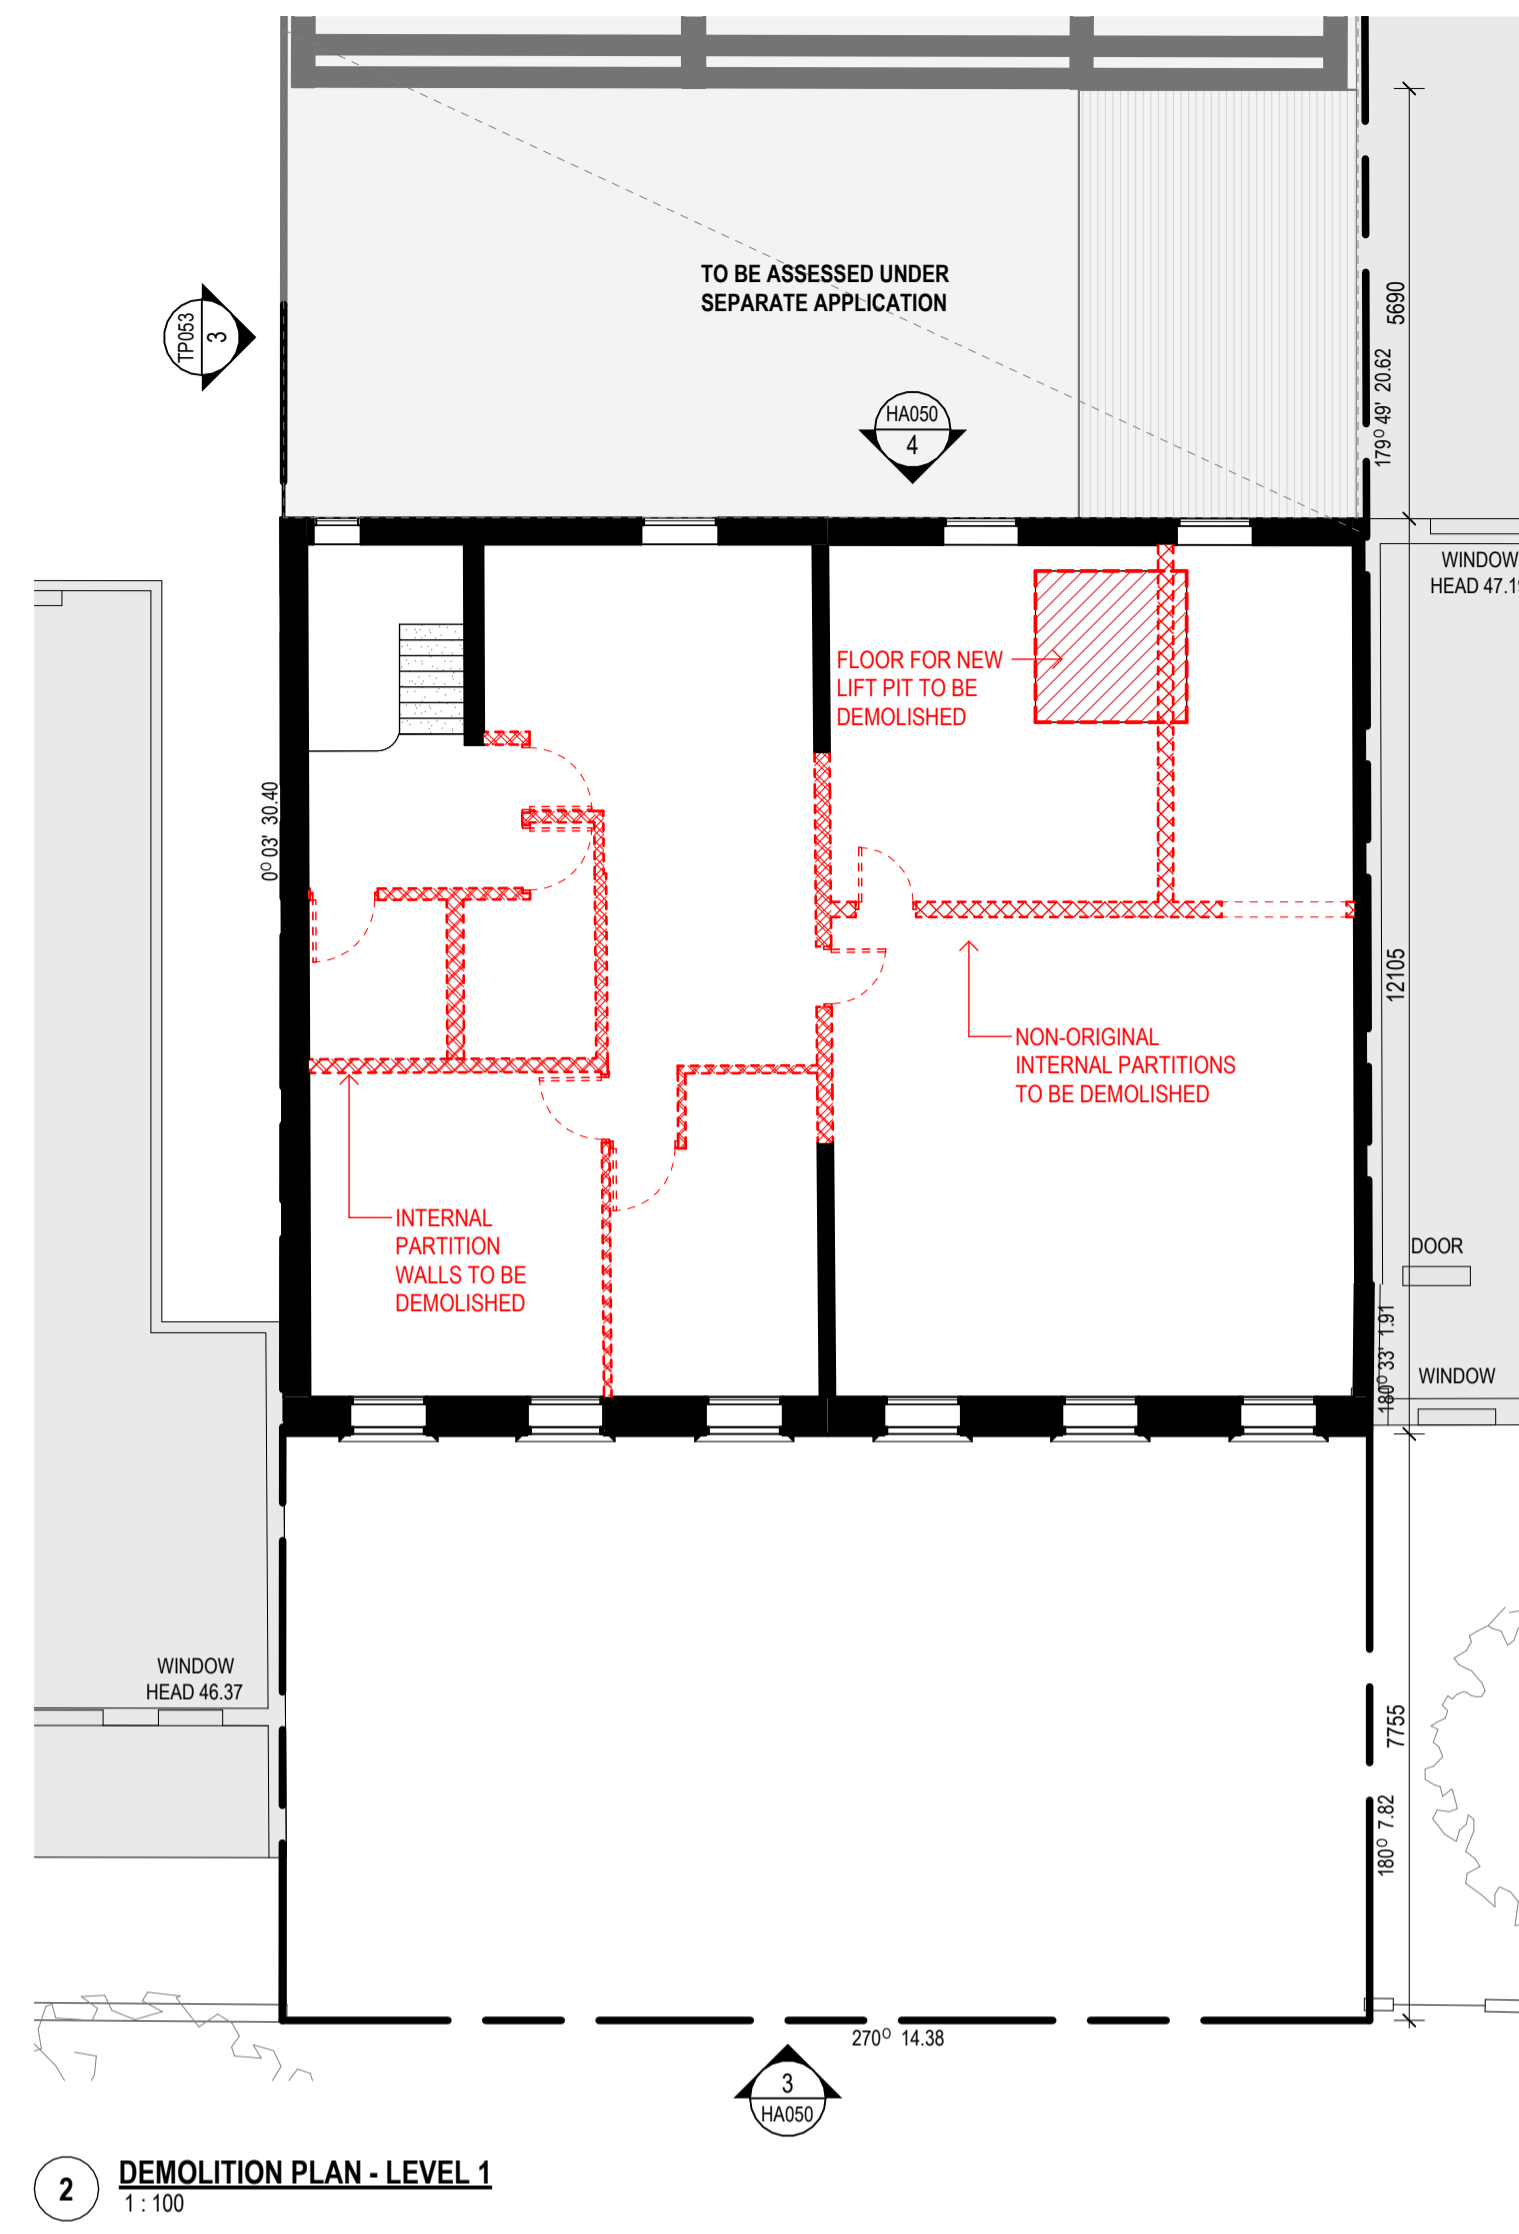 TO BE ASSESSED UNDER
SEPARATE APPLICATION
TP053
3
HA050
4
5690
179° 49' 20.62
WINDOW
FLOOR FOR NEW
LIFT PIT TO BE
DEMOLISHED
0° 03' 30.40
12105
NON-ORIGINAL
INTERNAL PARTITIONS
TO BE DEMOLISHED
INTERNAL
PARTITION
WALLS TO BE
DEMOLISHED
DOOR
180° 33' 1.91
WINDOW
WINDOW
HEAD 46.37
7755
180° 7.82
270° 14.38
3
HA050
2
DEMOLITION PLAN - LEVEL 1
1 : 100
HEAD 47.1